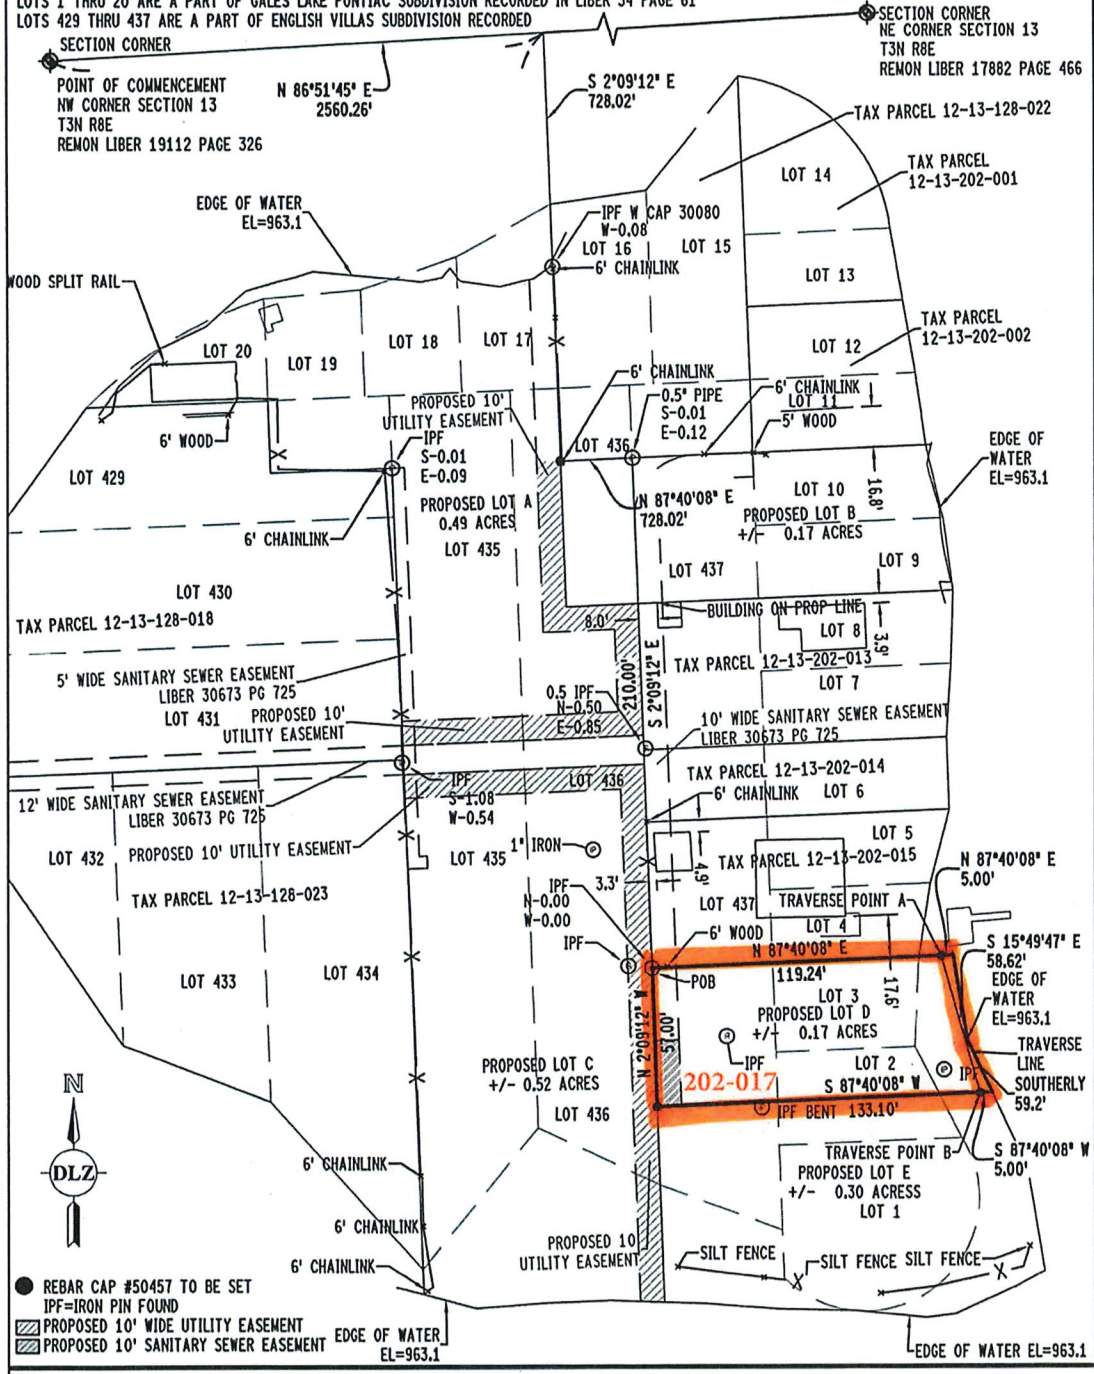 LOTS 1 THRU 20 ARE A PART OF GALES LAKE PONTIAC SUBDIVISION RECORDED IN LIBER 34 PAGE 61
LOTS 429 THRU 437 ARE A PART OF ENGLISH VILLAS SUBDIVISION RECORDED
SECTION CORNER
NE CORNER SECTION 13
T3N R8E
REMON LIBER 17882 PAGE 466
SECTION CORNER
POINT OF COMMENCEMENT
NW CORNER SECTION 13
T3N R8E
REMON LIBER 19112 PAGE 326
N 86°51'45" E
2560.26'
S 2°09'12" E
728.02'
TAX PARCEL 12-13-128-022
LOT 14
TAX PARCEL
12-13-202-001
EDGE OF WATER
EL=963.1
IPF W CAP 30080
W-0.08
LOT 16
LOT 15
6' CHAINLINK
LOT 13
WOOD SPLIT RAIL
TAX PARCEL
12-13-202-002
LOT 20
LOT 19
LOT 18
LOT 17
LOT 12
6' CHAINLINK
6' CHAINLINK
LOT 11
5' WOOD
0.5" PIPE
S-0.01
E-0.12
PROPOSED 10'
UTILITY EASEMENT
6' WOOD
IPF
S-0.01
E-0.09
LOT 436
EDGE OF
WATER
EL=963.1
LOT 429
PROPOSED LOT A
0.49 ACRES
LOT 435
N 87°40'08" E
728.02'
LOT 10
16.8'
PROPOSED LOT B
+/- 0.17 ACRES
6' CHAINLINK
LOT 9
LOT 437
LOT 430
BUILDING ON PROP LINE
TAX PARCEL 12-13-128-018
8.0'
LOT 8
3.9'
TAX PARCEL 12-13-202-013
LOT 7
5' WIDE SANITARY SEWER EASEMENT
LIBER 30673 PG 725
210.00'
S 2°09'12" E
LOT 431
PROPOSED 10'
UTILITY EASEMENT
0.5 IPF
N-0.50
E-0.85
10' WIDE SANITARY SEWER EASEMENT
LIBER 30673 PG 725
TAX PARCEL 12-13-202-014
6' CHAINLINK
LOT 6
12' WIDE SANITARY SEWER EASEMENT
LIBER 30673 PG 725
IPF
S-1.08
W-0.54
LOT 436
LOT 432
PROPOSED 10' UTILITY EASEMENT
LOT 435
1" IRON
LOT 5
4.9'
TAX PARCEL 12-13-202-015
N 87°40'08" E
5.00'
TAX PARCEL 12-13-128-023
3.3'
IPF
N-0.00
W-0.00
LOT 437
TRAVERSE POINT A
LOT 4
6' WOOD
IPF
N 87°40'08" E
119.24'
S 15°49'47" E
58.62'
EDGE OF
WATER
EL=963.1
POB
17.6'
LOT 433
LOT 434
LOT 3
PROPOSED LOT D
+/- 0.17 ACRES
N 2°09'12" W
57.00'
IPF
TRAVERSE
LINE
SOUTHERLY
59.2'
LOT 2
IPF
PROPOSED LOT C
+/- 0.52 ACRES
202-017
S 87°40'08" W
IPF BENT 133.10'
LOT 436
N
DLZ
TRAVERSE POINT B
S 87°40'08" W
5.00'
6' CHAINLINK
PROPOSED LOT E
+/- 0.30 ACRESS
LOT 1
6' CHAINLINK
PROPOSED 10
UTILITY EASEMENT
SILT FENCE
SILT FENCE
SILT FENCE
6' CHAINLINK
REBAR CAP #50457 TO BE SET
IPF=IRON PIN FOUND
PROPOSED 10' WIDE UTILITY EASEMENT
PROPOSED 10' SANITARY SEWER EASEMENT
EDGE OF WATER
EL=963.1
EDGE OF WATER EL=963.1